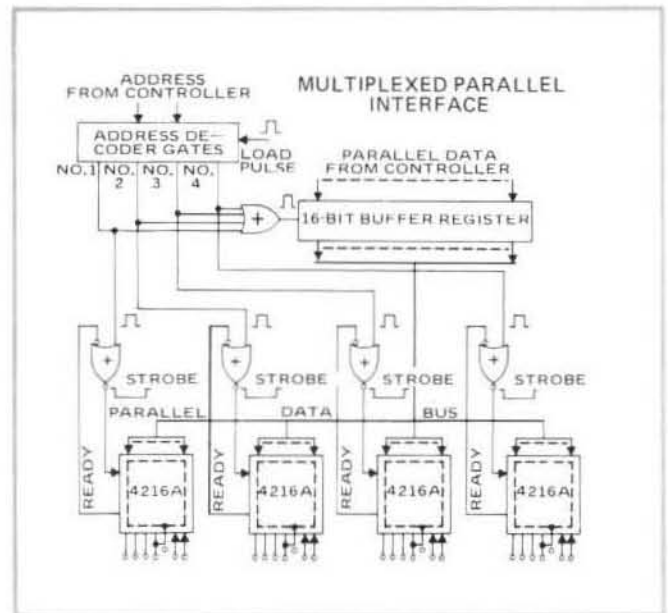 ADDRESS
FROM CONTROLLER
MULTIPLEXED PARALLEL
INTERFACE
ADDRESS DE-
CODER GATES
LOAD
PULSE
NO.1 NO. 2 NO. 3 NO. 4
PARALLEL DATA
FROM CONTROLLER
+
16-BIT BUFFER REGISTER
+ + + +
STROBE STROBE STROBE STROBE
PARALLEL DATA BUS
READY READY READY READY
4216A 4216A 4216A 4216A